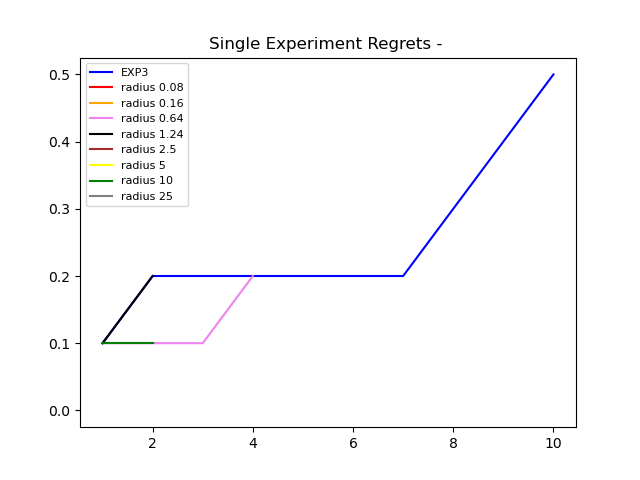 Single Experiment Regrets -
EXP3
radius 0.08
radius 0.16
radius 0.64
radius 1.24
radius 2.5
radius 5
radius 10
radius 25
0.5
0.4
0.3
0.2
0.1
0.0
2 4 6 8 10